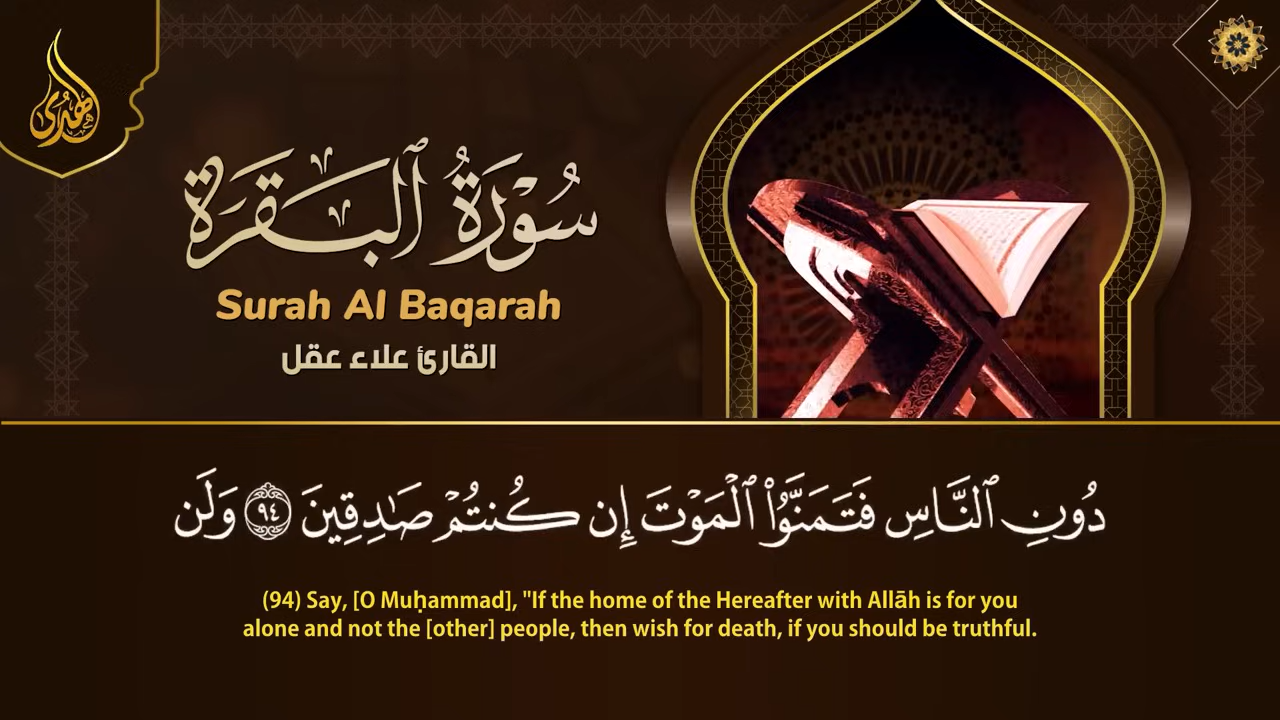 الهدى
سُورَةُ ٱلْبَقَرَة
Surah Al Baqarah
القارئ علاء عقل
دُونِ ٱلنَّاسِ فَتَمَنَّوُا۟ ٱلْمَوْتَ إِن كُنتُمْ صَـٰدِقِينَ ٩٤ وَلَن
(94) Say, [O Muḥammad], "If the home of the Hereafter with Allāh is for you
alone and not the [other] people, then wish for death, if you should be truthful.